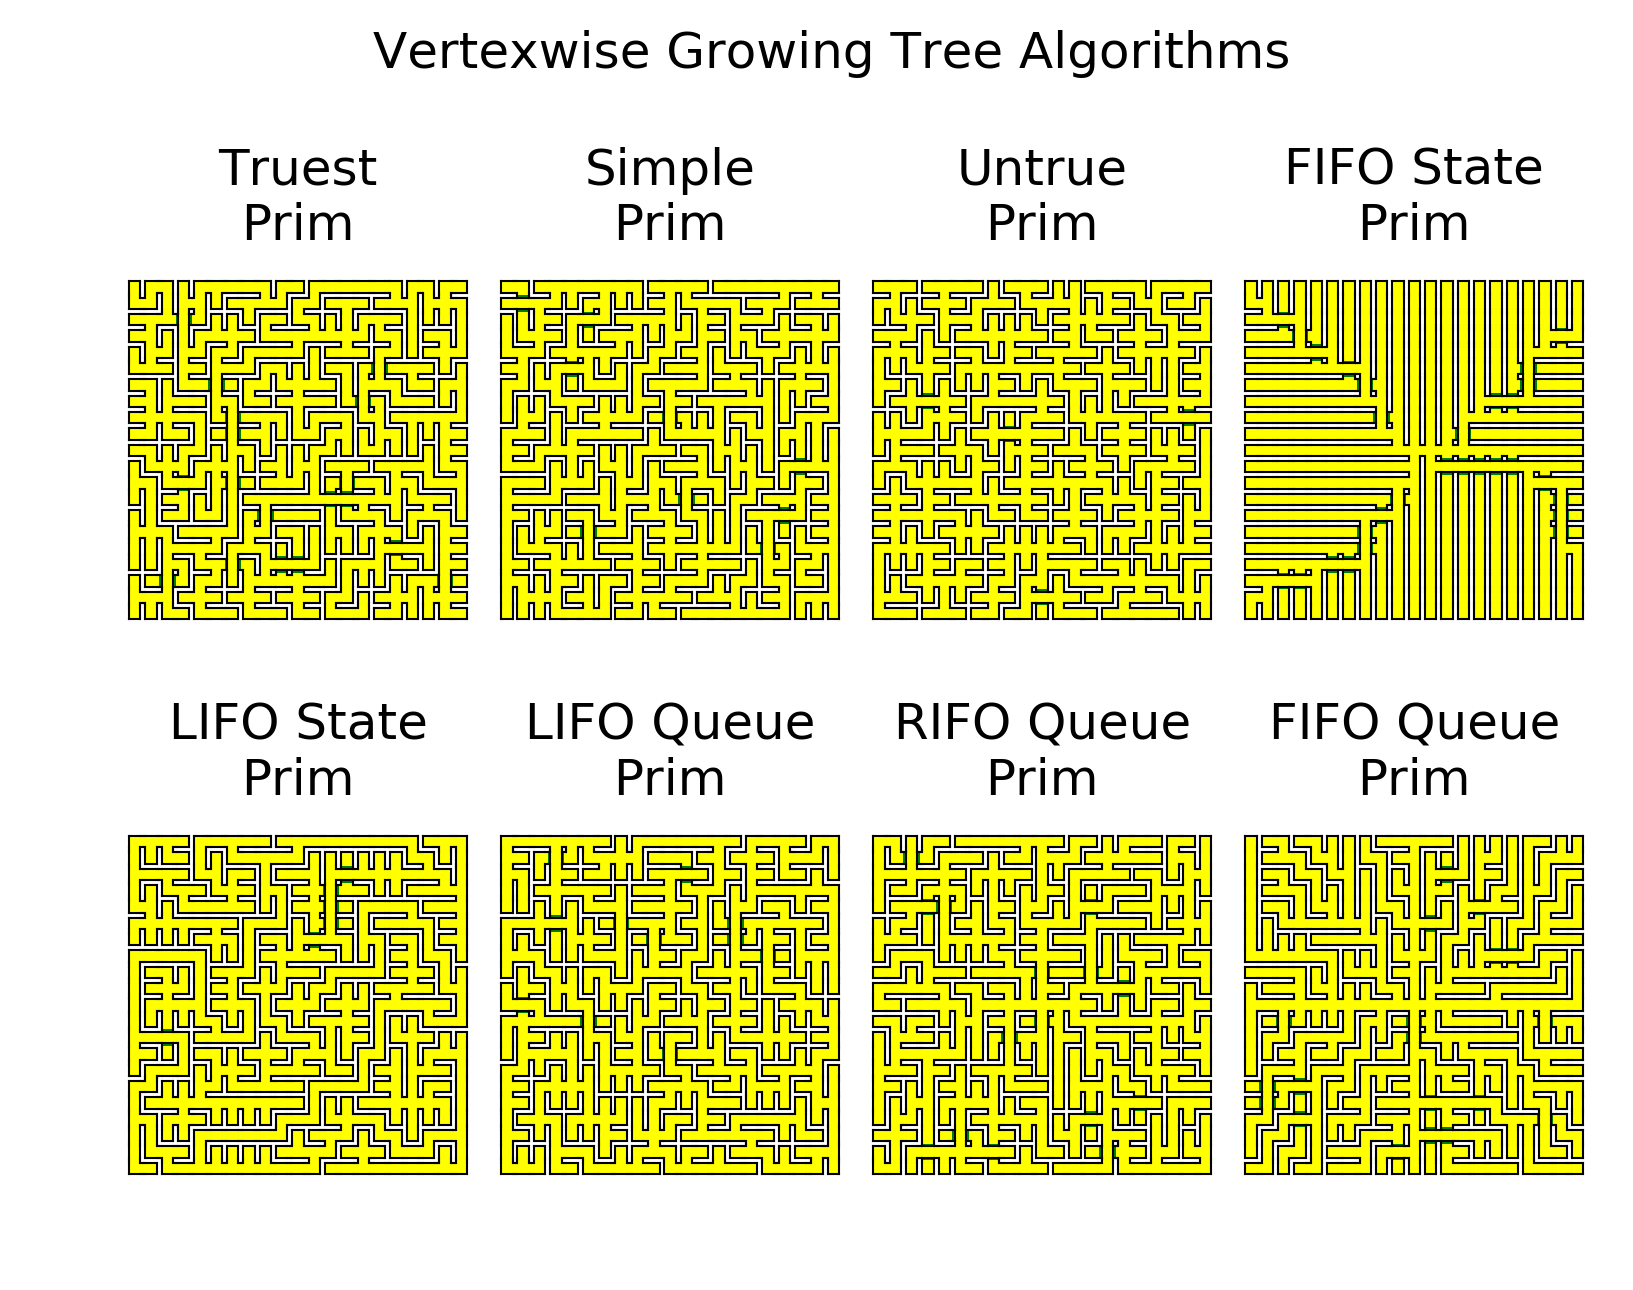 Vertexwise Growing Tree Algorithms
Truest
Prim
Simple
Prim
Untrue
Prim
FIFO State
Prim
LIFO State
Prim
LIFO Queue
Prim
RIFO Queue
Prim
FIFO Queue
Prim